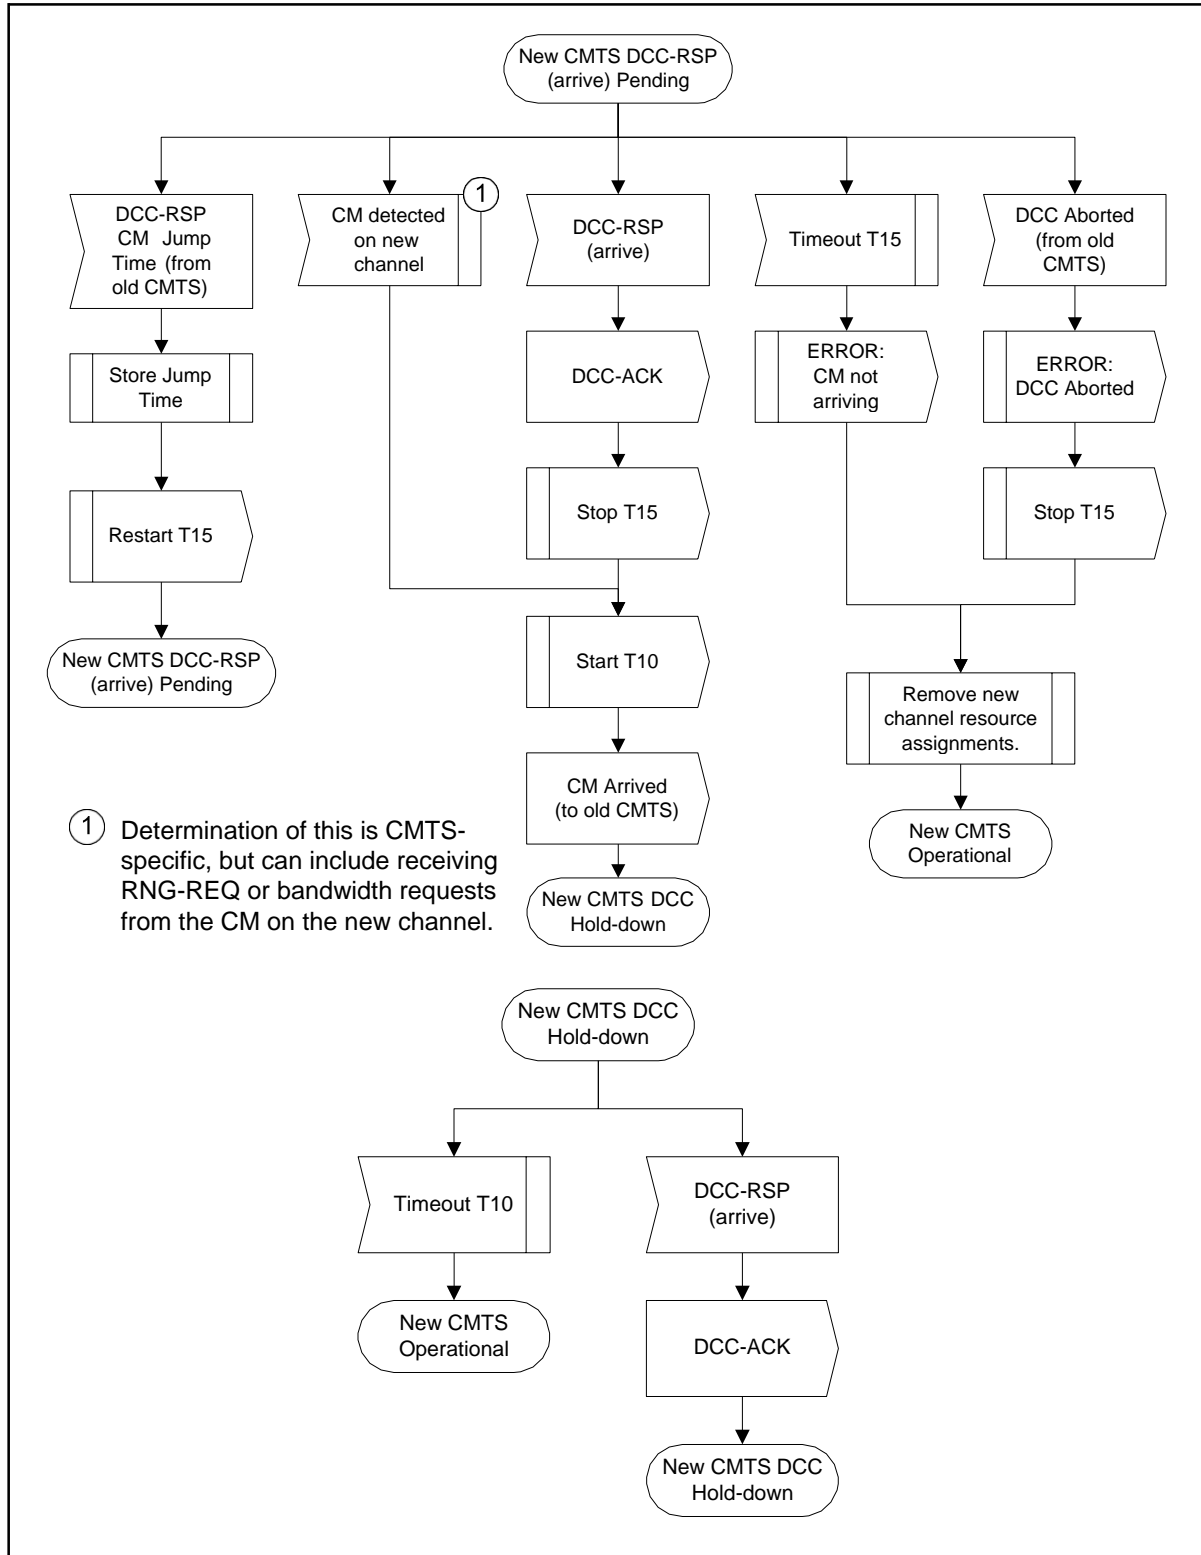 New CMTS DCC-RSP
(arrive) Pending
DCC-RSP
CM Jump
Time (from
old CMTS)
Store Jump
Time
Restart T15
New CMTS DCC-RSP
(arrive) Pending
1
CM detected
on new
channel
DCC-RSP
(arrive)
DCC-ACK
Stop T15
Start T10
CM Arrived
(to old CMTS)
New CMTS DCC
Hold-down
Timeout T15
ERROR:
CM not
arriving
DCC Aborted
(from old
CMTS)
ERROR:
DCC Aborted
Stop T15
Remove new
channel resource
assignments.
New CMTS
Operational
1 Determination of this is CMTS-
specific, but can include receiving
RNG-REQ or bandwidth requests
from the CM on the new channel.
New CMTS DCC
Hold-down
Timeout T10
New CMTS
Operational
DCC-RSP
(arrive)
DCC-ACK
New CMTS DCC
Hold-down